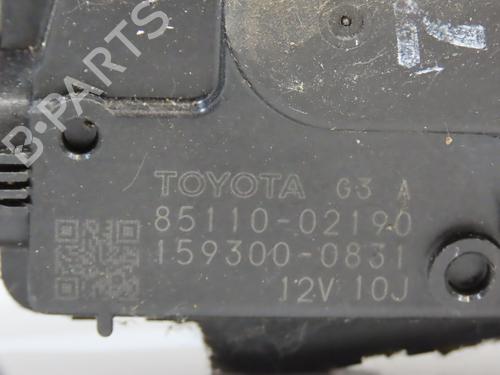 B-PARTS
TOYOTA G3 A
85110-02190
159300-0831
12V 10J